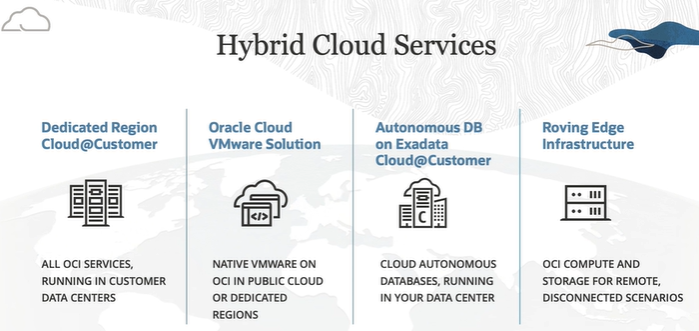 Hybrid Cloud Services
Dedicated Region
Cloud@Customer
ALL OCI SERVICES,
RUNNING IN CUSTOMER
DATA CENTERS
Oracle Cloud
VMware Solution
</>
NATIVE VMWARE ON
OCI IN PUBLIC CLOUD
OR DEDICATED
REGIONS
Autonomous DB
on Exadata
Cloud@Customer
C
CLOUD AUTONOMOUS
DATABASES, RUNNING
IN YOUR DATA CENTER
Roving Edge
Infrastructure
OCI COMPUTE AND
STORAGE FOR REMOTE,
DISCONNECTED SCENARIOS